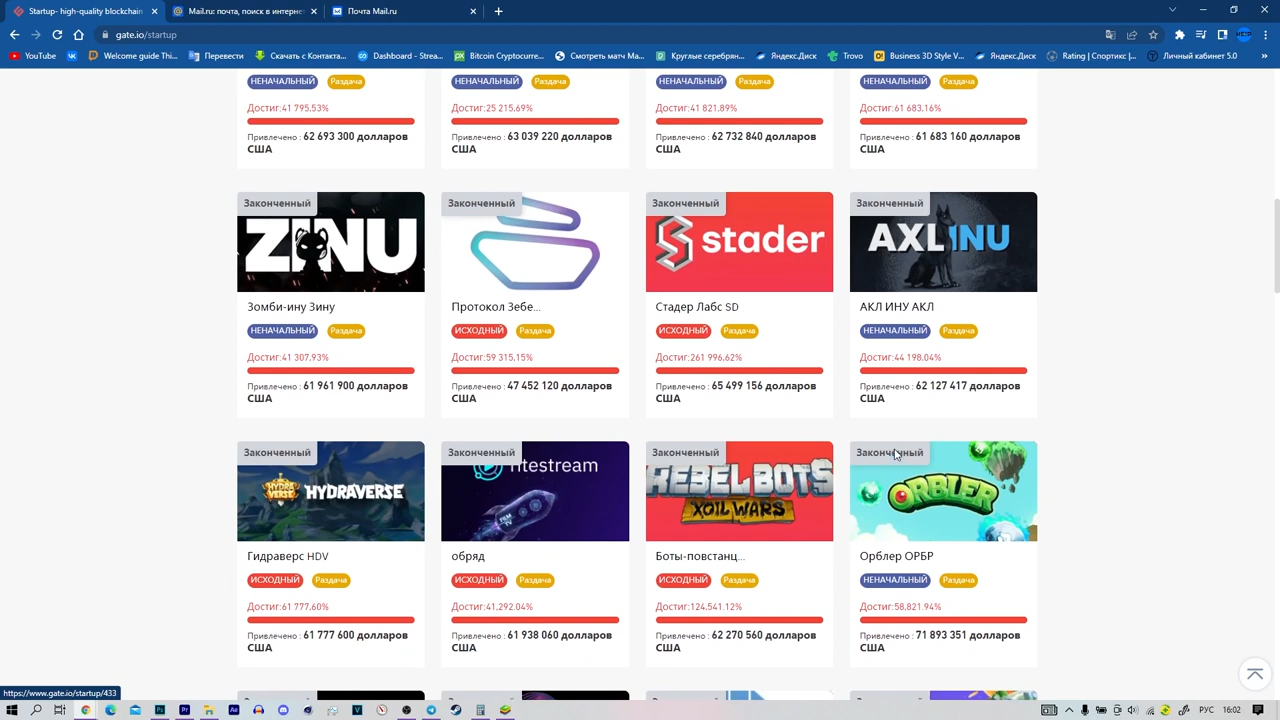 Startup- high-quality blockchain
Mail.ru: почта, поиск в интернет
Почта Mail.ru
gate.io/startup
YouTube
Welcome guide Thi...
Перевести
Скачать с Контакта...
Dashboard - Strea...
Bitcoin Cryptocurre...
Смотреть матч Ма...
Круглые серебрян...
Яндекс.Диск
Trovo
Business 3D Style V...
Яндекс.Диск
Rating | Спортикс |...
Личный кабинет 5.0
НЕНАЧАЛЬНЫЙ Раздача
НЕНАЧАЛЬНЫЙ Раздача
НЕНАЧАЛЬНЫЙ Раздача
НЕНАЧАЛЬНЫЙ Раздача
Достиг:41 795,53%
Достиг:25 215,69%
Достиг:41 821,89%
Достиг:61 683,16%
Привлечено : 62 693 300 долларов
США
Привлечено : 63 039 220 долларов
США
Привлечено : 62 732 840 долларов
США
Привлечено : 61 683 160 долларов
США
Законченный
ZINU
Зомби-ину Зину
НЕНАЧАЛЬНЫЙ Раздача
Достиг:41 307,93%
Привлечено : 61 961 900 долларов
США
Законченный
Протокол Зебе...
ИСХОДНЫЙ Раздача
Достиг:59 315,15%
Привлечено : 47 452 120 долларов
США
Законченный
stader
Стадер Лабс SD
ИСХОДНЫЙ Раздача
Достиг:261 996,62%
Привлечено : 65 499 156 долларов
США
Законченный
AXL INU
АКЛ ИНУ АКЛ
НЕНАЧАЛЬНЫЙ Раздача
Достиг:44 198.04%
Привлечено : 62 127 417 долларов
США
Законченный
HYDRA VERSE HYDRAVERSE
Гидраверс HDV
ИСХОДНЫЙ Раздача
Достиг:61 777,60%
Привлечено : 61 777 600 долларов
США
Законченный
ritestream
FILM
TV
обряд
ИСХОДНЫЙ Раздача
Достиг:41,292.04%
Привлечено : 61 938 060 долларов
США
Законченный
REBEL BOTS
XOIL WARS
Боты-повстанц...
ИСХОДНЫЙ Раздача
Достиг:124,541.12%
Привлечено : 62 270 560 долларов
США
Законченный
ORBLER
Орблер ОРБР
НЕНАЧАЛЬНЫЙ Раздача
Достиг:58,821.94%
Привлечено : 71 893 351 долларов
США
https://www.gate.io/startup/433
РУС
16:02